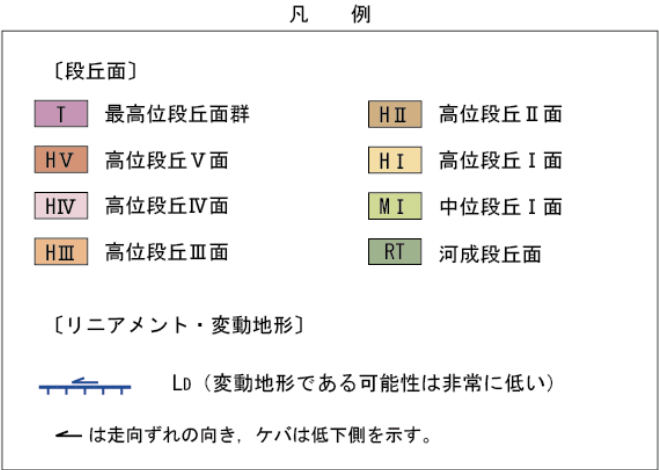 凡 例
〔段丘面〕
T 最高位段丘面群
HⅤ 高位段丘Ⅴ面
HⅣ 高位段丘Ⅳ面
HⅢ 高位段丘Ⅲ面
HⅡ 高位段丘Ⅱ面
HⅠ 高位段丘Ⅰ面
MⅠ 中位段丘Ⅰ面
RT 河成段丘面
〔リニアメント・変動地形〕
LD（変動地形である可能性は非常に低い）
は走向ずれの向き，ケバは低下側を示す。